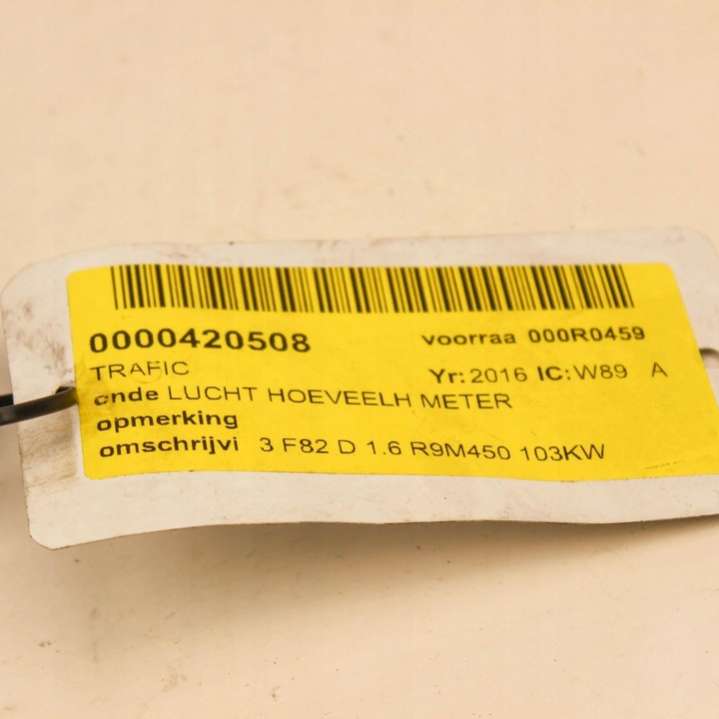 0000420508 voorraa 000R0459
TRAFIC Yr: 2016 IC: W89 A
ende LUCHT HOEVEELH METER
opmerking
omschrijvi 3 F82 D 1.6 R9M450 103KW